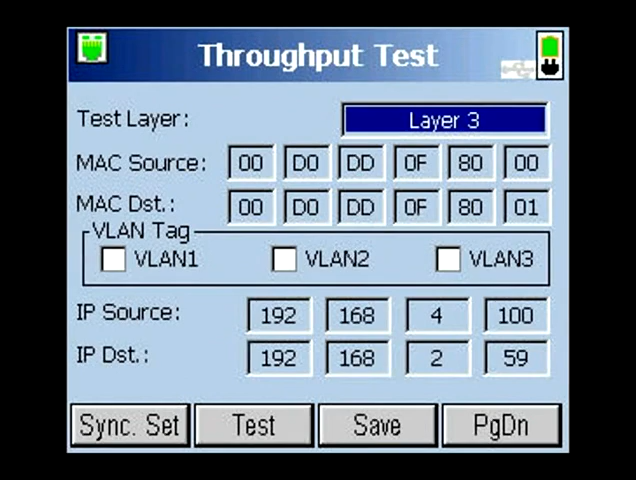 Throughput Test
Test Layer: Layer 3
MAC Source: 00 D0 DD 0F 80 00
MAC Dst.: 00 D0 DD 0F 80 01
VLAN Tag
VLAN1 VLAN2 VLAN3
IP Source: 192 168 4 100
IP Dst.: 192 168 2 59
Sync. Set Test Save PgDn